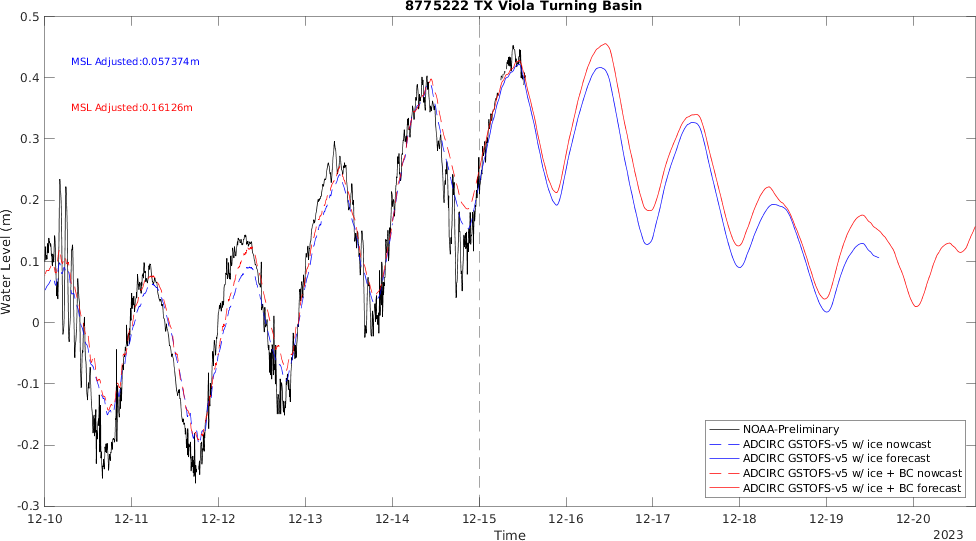 8775222 TX Viola Turning Basin
0.5
MSL Adjusted:0.057374m
0.4
MSL Adjusted:0.16126m
0.3
0.2
0.1
0
-0.1
-0.2
-0.3
Water Level (m)
NOAA-Preliminary
ADCIRC GSTOFS-v5 w/ ice nowcast
ADCIRC GSTOFS-v5 w/ ice forecast
ADCIRC GSTOFS-v5 w/ ice + BC nowcast
ADCIRC GSTOFS-v5 w/ ice + BC forecast
12-10 12-11 12-12 12-13 12-14 12-15 12-16 12-17 12-18 12-19 12-20
Time
2023